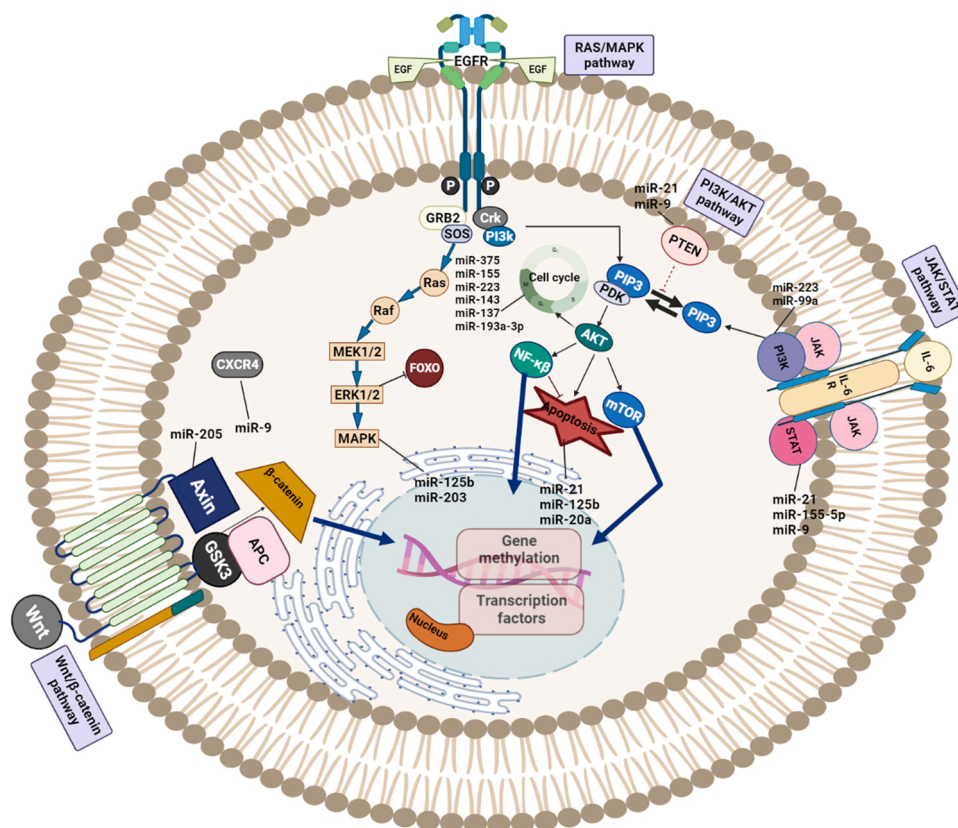 RAS/MAPK
pathway
EGFR
EGF
EGF
P
P
GRB2
Crk
SOS
PI3k
miR-21
miR-9
PI3K/AKT
pathway
PTEN
JAK/STAT
pathway
miR-375
miR-155
miR-223
miR-143
miR-137
miR-193a-3p
Cell cycle
G₁
S
G₂
M
PIP3
PDK
PIP3
miR-223
miR-99a
Ras
Raf
AKT
PI3K
JAK
IL-6
MEK1/2
FOXO
NF-κβ
CXCR4
ERK1/2
Apoptosis
mTOR
IL-6
R
STAT
JAK
miR-205
miR-9
MAPK
Axin
β-catenin
miR-125b
miR-203
miR-21
miR-125b
miR-20a
miR-21
miR-155-5p
miR-9
GSK3
APC
Gene
methylation
Transcription
factors
Nucleus
Wnt
Wnt/β-catenin
pathway